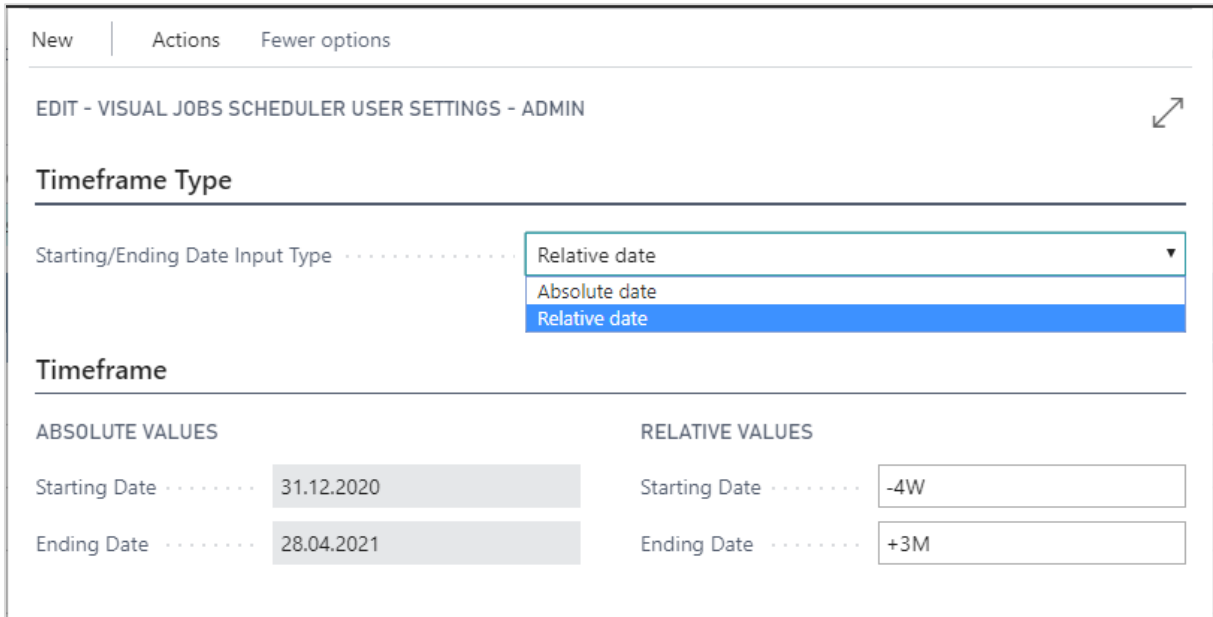 New Actions Fewer options
EDIT - VISUAL JOBS SCHEDULER USER SETTINGS - ADMIN
Timeframe Type
Starting/Ending Date Input Type Relative date
Absolute date
Relative date
Timeframe
ABSOLUTE VALUES RELATIVE VALUES
Starting Date 31.12.2020 Starting Date -4W
Ending Date 28.04.2021 Ending Date +3M